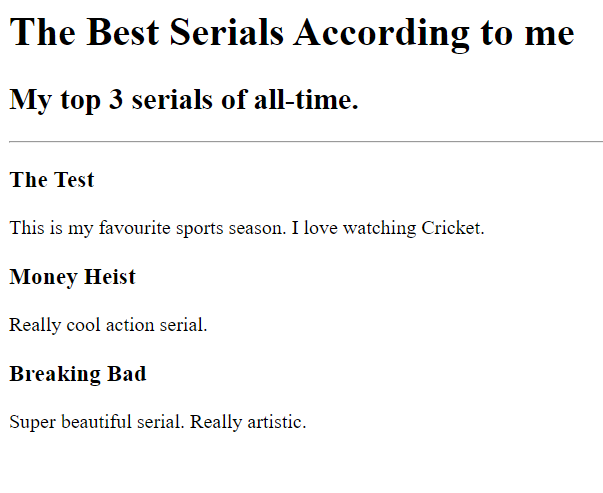 The Best Serials According to me
My top 3 serials of all-time.
The Test
This is my favourite sports season. I love watching Cricket.
Money Heist
Really cool action serial.
Breaking Bad
Super beautiful serial. Really artistic.